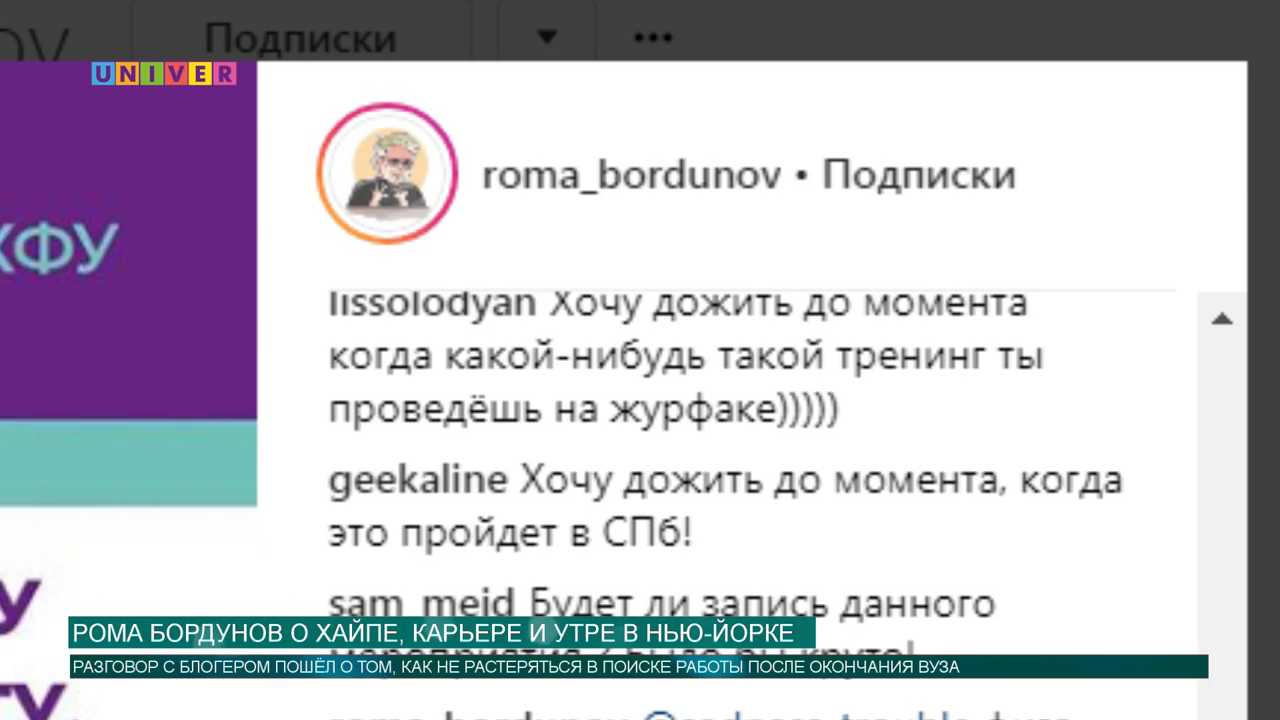 Подписки
UNIVER
roma_bordunov • Подписки
КФУ
lissolodyan Хочу дожить до момента
когда какой-нибудь такой тренинг ты
проведёшь на журфаке)))))
geekaline Хочу дожить до момента, когда
это пройдет в СПб!
sam_meid Будет ли запись данного
РОМА БОРДУНОВ О ХАЙПЕ, КАРЬЕРЕ И УТРЕ В НЬЮ-ЙОРКЕ
РАЗГОВОР С БЛОГЕРОМ ПОШЁЛ О ТОМ, КАК НЕ РАСТЕРЯТЬСЯ В ПОИСКЕ РАБОТЫ ПОСЛЕ ОКОНЧАНИЯ ВУЗА